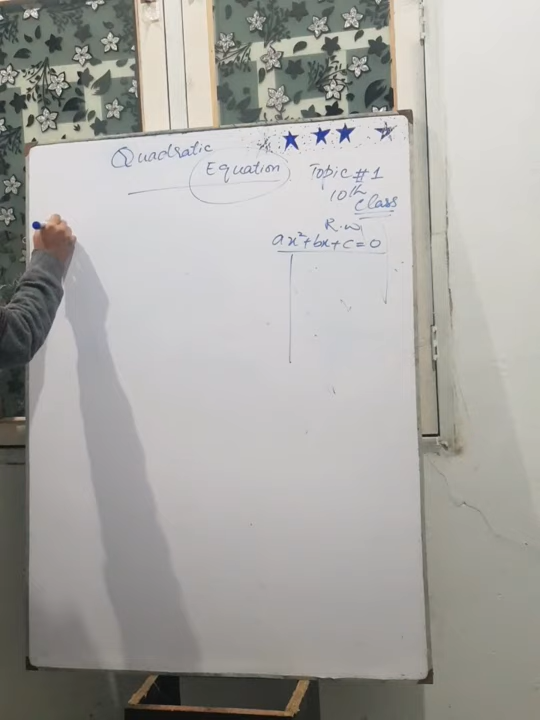 Quadratic
Equation
Topic #1
10th
Class
R.w
ax²+bx+c=0